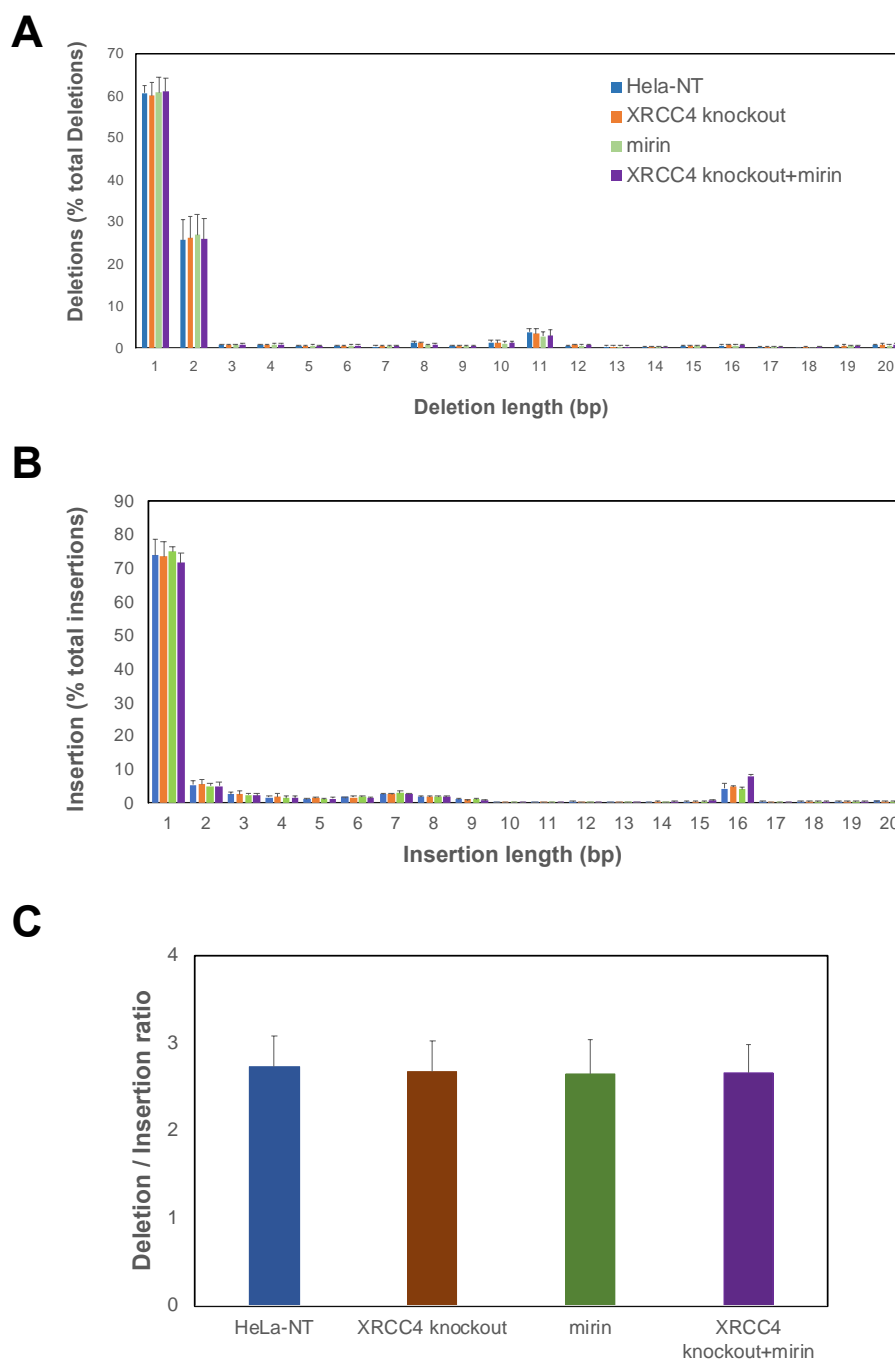 A
70
60
50
40
30
20
10
0
Deletions (% total Deletions)
Hela-NT
XRCC4 knockout
mirin
XRCC4 knockout+mirin
1 2 3 4 5 6 7 8 9 10 11 12 13 14 15 16 17 18 19 20
Deletion length (bp)
B
90
80
70
60
50
40
30
20
10
0
Insertion (% total insertions)
1 2 3 4 5 6 7 8 9 10 11 12 13 14 15 16 17 18 19 20
Insertion length (bp)
C
4
3
2
1
0
Deletion / Insertion ratio
HeLa-NT XRCC4 knockout mirin XRCC4
knockout+mirin